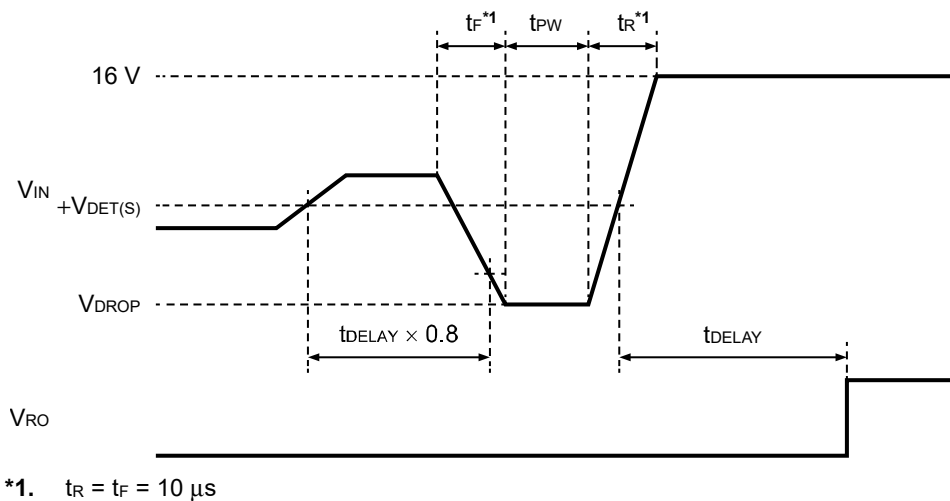 tF*1 tPW tR*1
16 V
VIN
+VDET(S)
VDROP
tDELAY × 0.8
tDELAY
VRO
*1. tR = tF = 10 μs